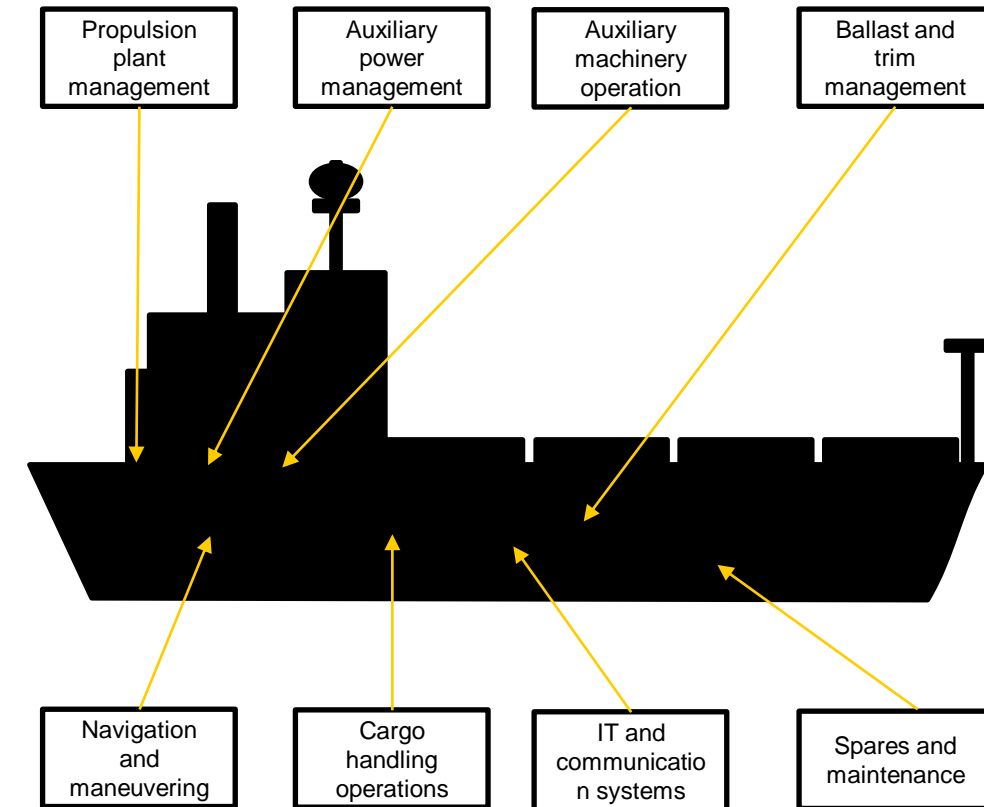 Propulsion
plant
management
Auxiliary
power
management
Auxiliary
machinery
operation
Ballast and
trim
management
Navigation
and
maneuvering
Cargo
handling
operations
IT and
communicatio
n systems
Spares and
maintenance